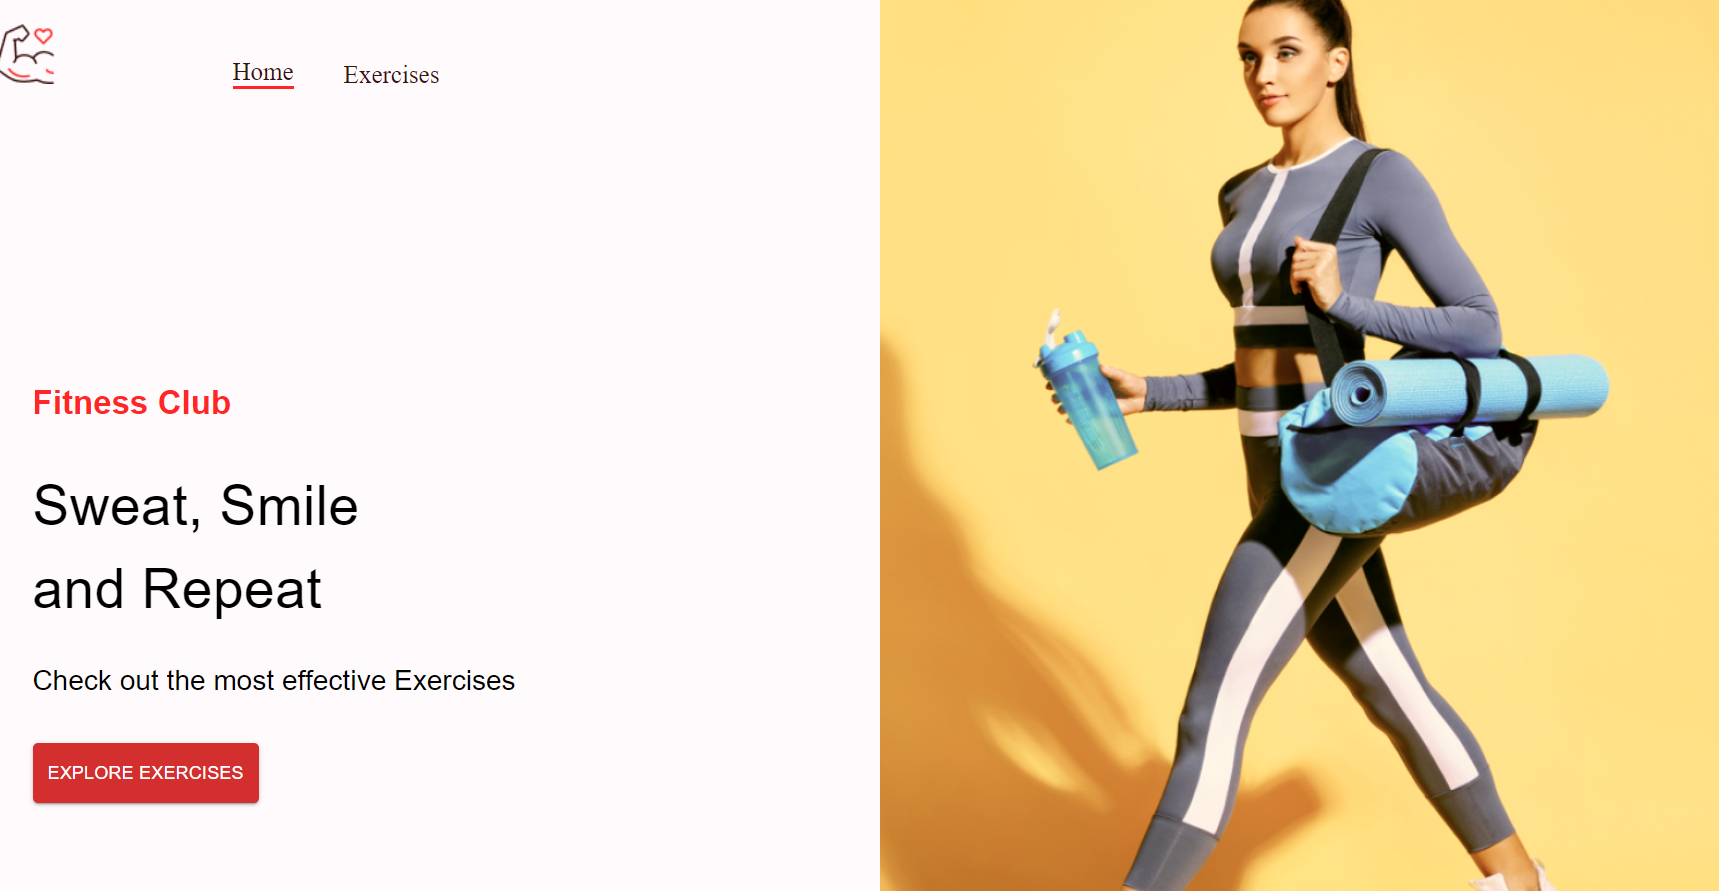 Home
Exercises
Fitness Club
Sweat, Smile
and Repeat
Check out the most effective Exercises
EXPLORE EXERCISES